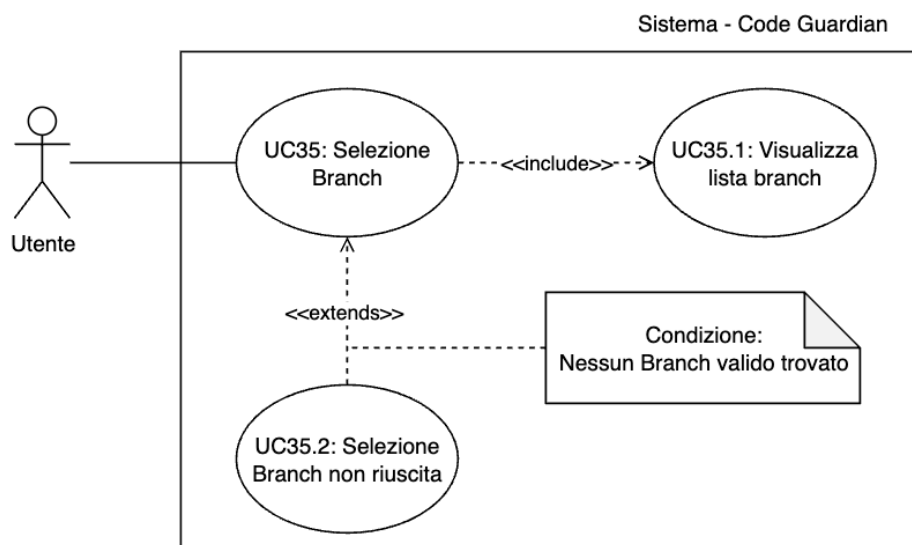 Sistema - Code Guardian
UC35: Selezione
Branch
<<include>>
UC35.1: Visualizza
lista branch
Utente
<<extends>>
Condizione:
Nessun Branch valido trovato
UC35.2: Selezione
Branch non riuscita